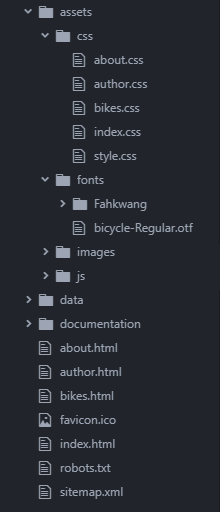 assets
css
about.css
author.css
bikes.css
index.css
style.css
fonts
Fahkwang
bicycle-Regular.otf
images
js
data
documentation
about.html
author.html
bikes.html
favicon.ico
index.html
robots.txt
sitemap.xml